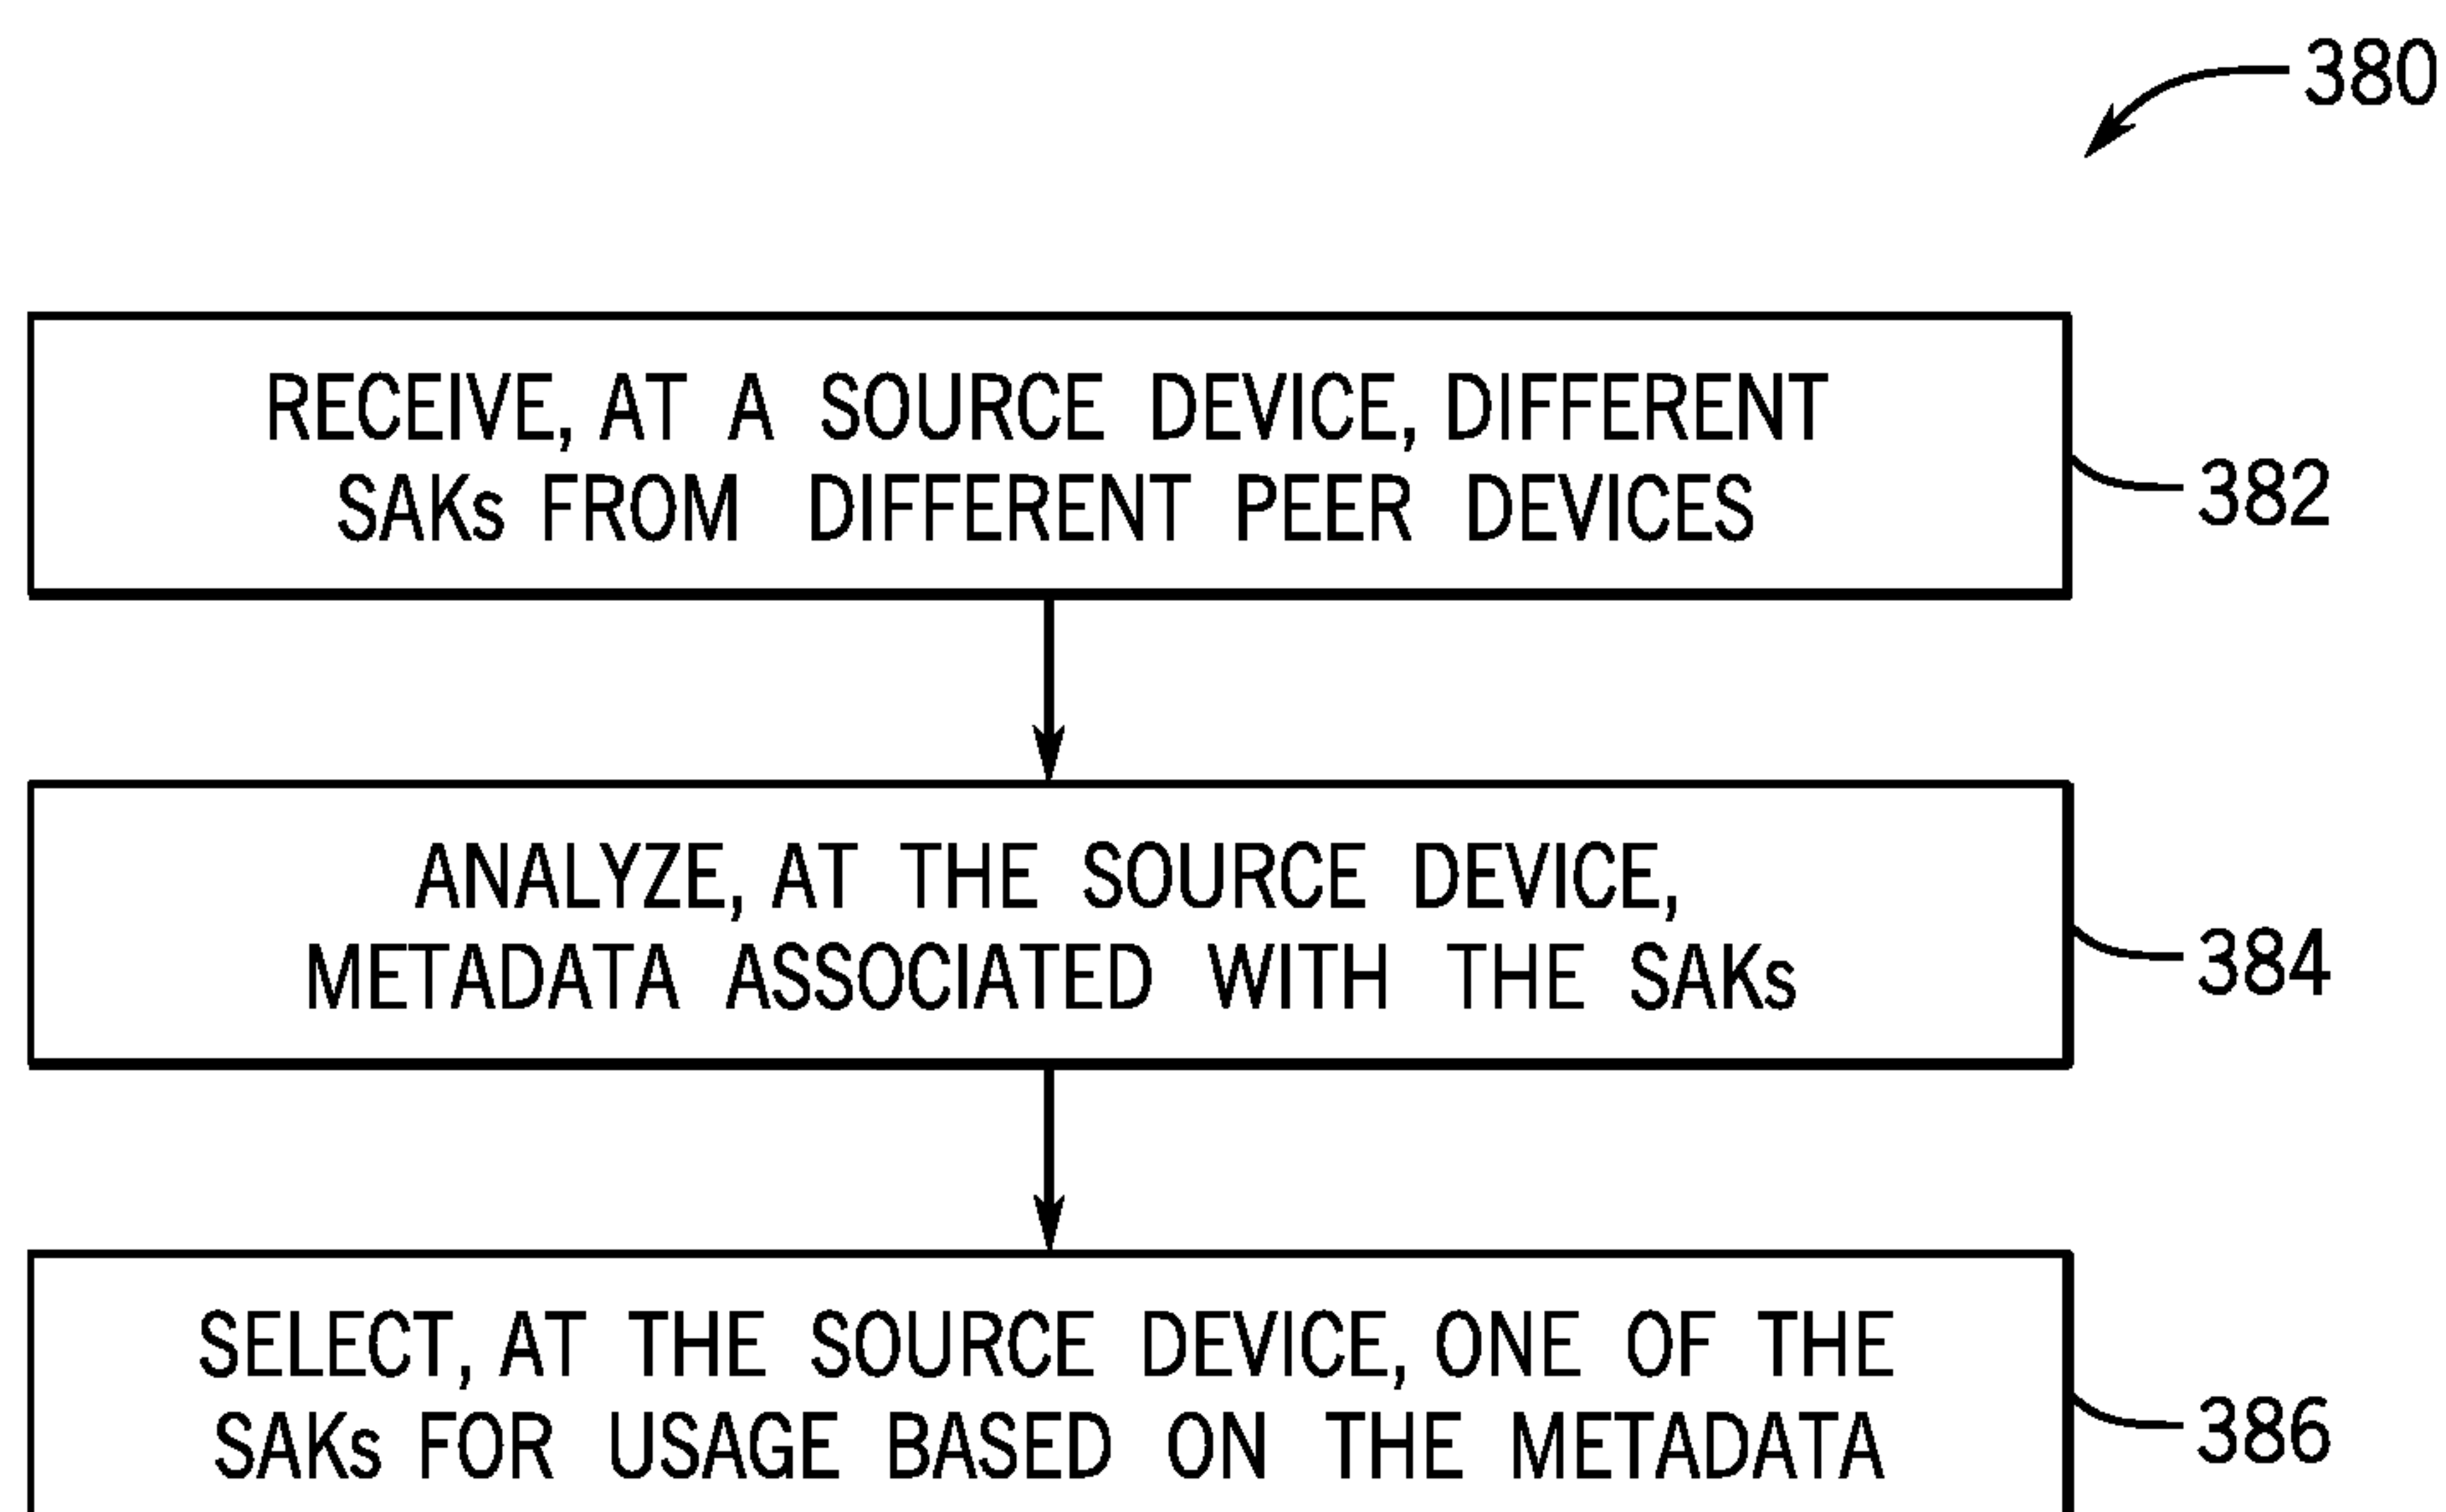 380
RECEIVE, AT A SOURCE DEVICE, DIFFERENT
SAKs FROM DIFFERENT PEER DEVICES
382
ANALYZE, AT THE SOURCE DEVICE,
METADATA ASSOCIATED WITH THE SAKs
384
SELECT, AT THE SOURCE DEVICE, ONE OF THE
SAKs FOR USAGE BASED ON THE METADATA
386